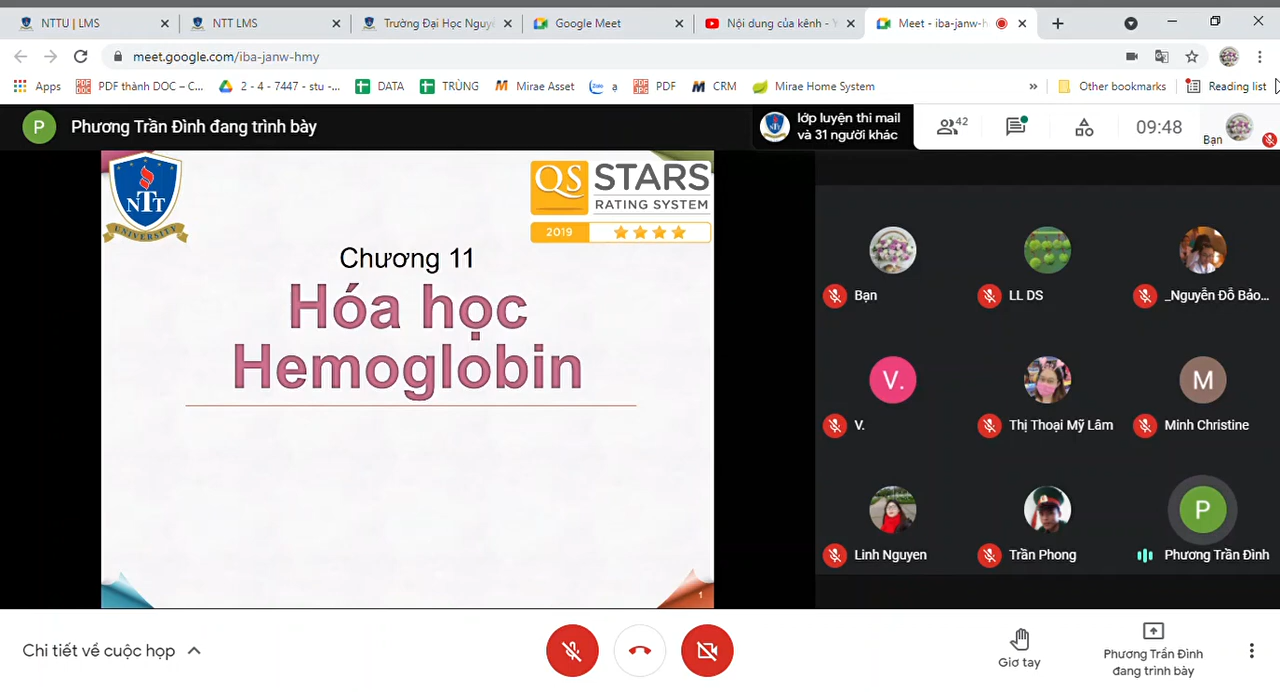 NTTU | LMS
NTT LMS
Trường Đại Học Nguyễ
Google Meet
Nội dung của kênh - Y
Meet - iba-janw-h
meet.google.com/iba-janw-hmy
Apps
PDF thành DOC – C...
2 - 4 - 7447 - stu -...
DATA
TRÙNG
Mirae Asset
Zalo
ạ
PDF
CRM
Mirae Home System
»
Other bookmarks
Reading list
P
Phương Trần Đình đang trình bày
lớp luyện thi mail
và 31 người khác
42
09:48
Bạn
NTT
UNIVERSITY
QS STARS
RATING SYSTEM
2019
Chương 11
Hóa học
Hemoglobin
1
Bạn
LL DS
_Nguyễn Đỗ Bảo...
V.
M
V.
Thị Thoại Mỹ Lâm
Minh Christine
P
Linh Nguyen
Trần Phong
Phương Trần Đình
Chi tiết về cuộc họp
Giơ tay
Phương Trần Đình
đang trình bày